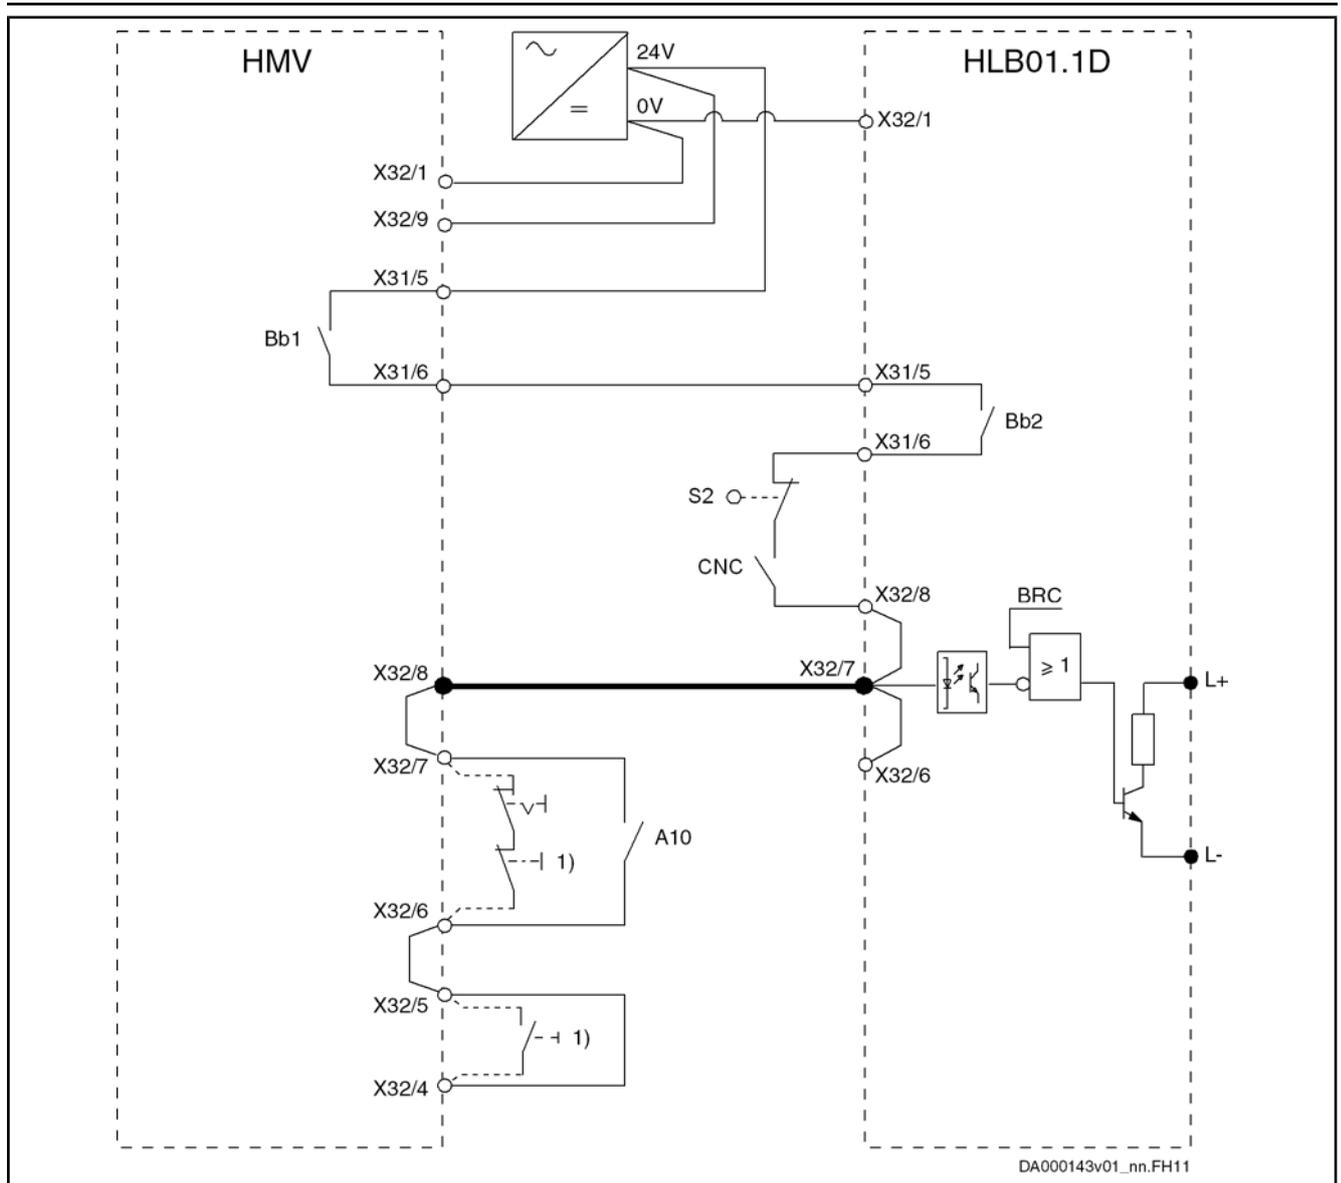 HMV
24V
0V
HLB01.1D
X32/1
X32/1
X32/9
X31/5
Bb1
X31/6
X31/5
Bb2
X31/6
S2
CNC
X32/8
BRC
≥ 1
X32/8
X32/7
L+
X32/7
X32/6
A10
1)
L-
X32/6
X32/5
1)
X32/4
DA000143v01_nn.FH11